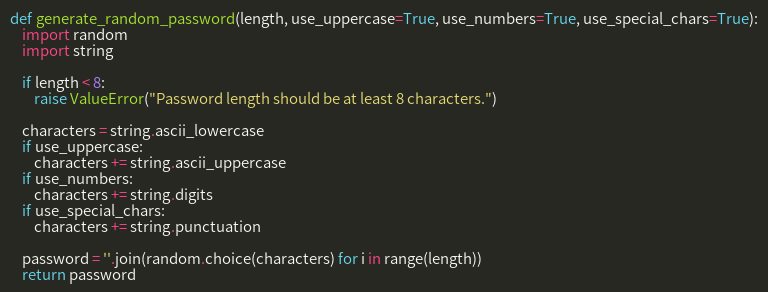 def generate_random_password(length, use_uppercase=True, use_numbers=True, use_special_chars=True):
    import random
    import string

    if length < 8:
        raise ValueError("Password length should be at least 8 characters.")

    characters = string.ascii_lowercase
    if use_uppercase:
        characters += string.ascii_uppercase
    if use_numbers:
        characters += string.digits
    if use_special_chars:
        characters += string.punctuation

    password = ''.join(random.choice(characters) for i in range(length))
    return password